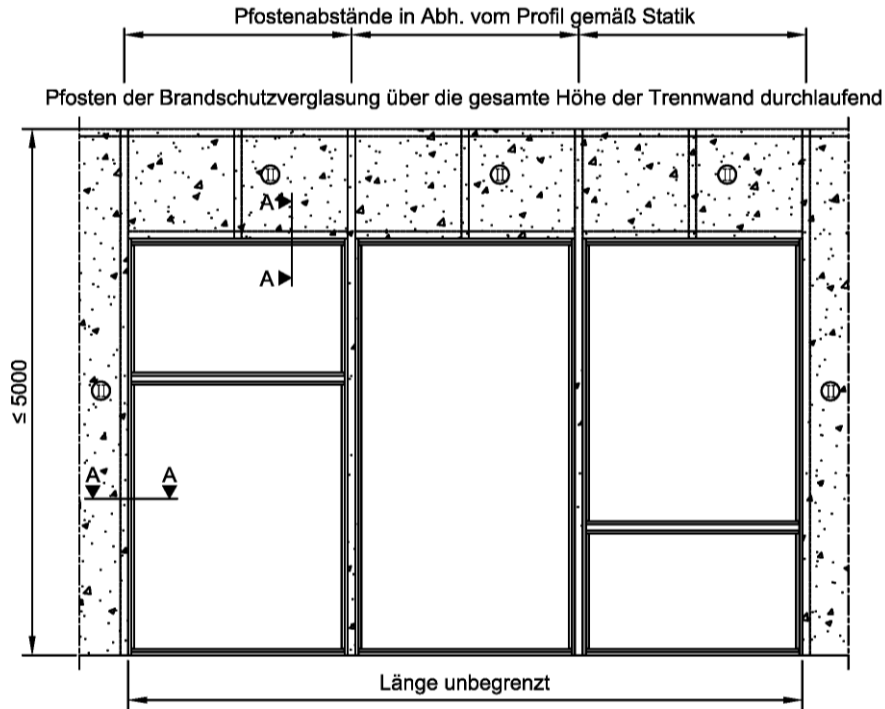 Pfostenabstände in Abh. vom Profil gemäß Statik
Pfosten der Brandschutzverglasung über die gesamte Höhe der Trennwand durchlaufend
A
A
≤ 5000
A A
Länge unbegrenzt